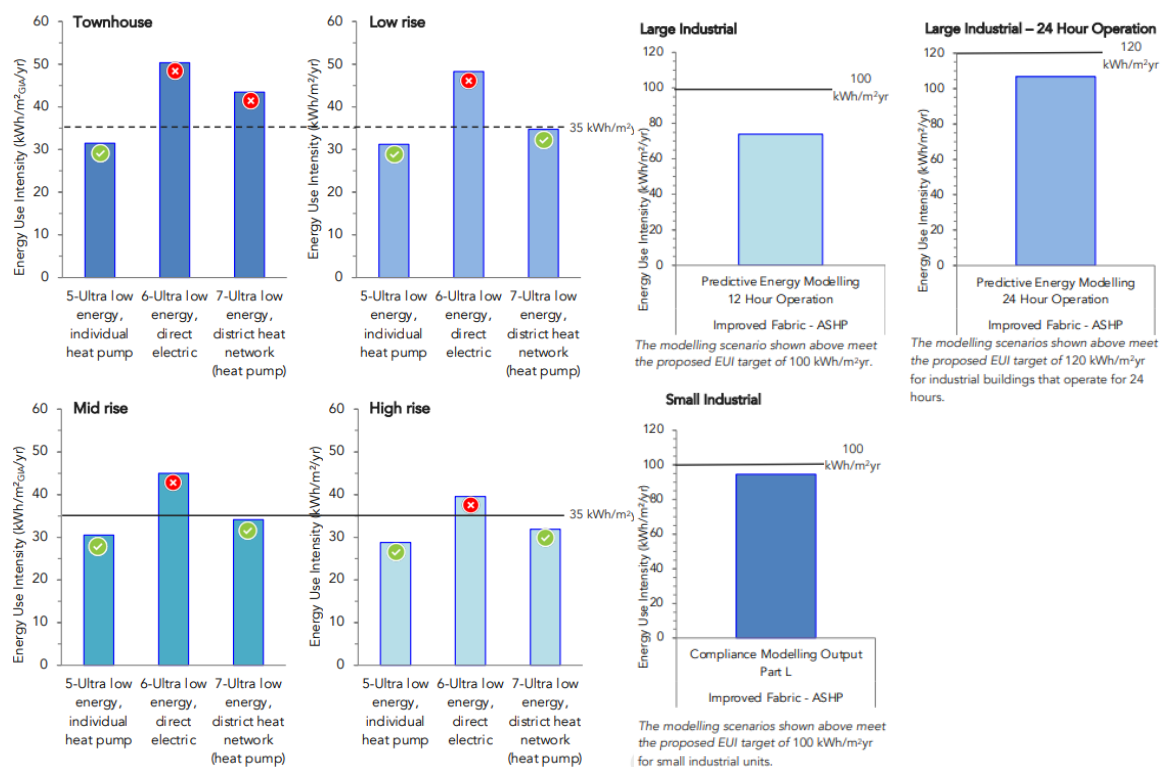 Townhouse
Energy Use Intensity (kWh/m²GIA/yr)
60
50
40
30
20
10
0
5-Ultra low energy, individual heat pump
6-Ultra low energy, direct electric
7-Ultra low energy, district heat network (heat pump)
Low rise
Energy Use Intensity (kWh/m²/yr)
60
50
40
30
20
10
0
35 kWh/m²
5-Ultra low energy, individual heat pump
6-Ultra low energy, direct electric
7-Ultra low energy, district heat network (heat pump)
Large Industrial
Energy Use Intensity (kWh/m²/yr)
120
100
80
60
40
20
0
100
kWh/m²yr
Predictive Energy Modelling
12 Hour Operation
Improved Fabric - ASHP
The modelling scenario shown above meet
the proposed EUI target of 100 kWh/m²yr.
Large Industrial – 24 Hour Operation
Energy Use Intensity (kWh/m²/yr)
120
100
80
60
40
20
0
120
kWh/m²yr
Predictive Energy Modelling
24 Hour Operation
Improved Fabric - ASHP
The modelling scenarios shown above meet
the proposed EUI target of 120 kWh/m²yr
for industrial buildings that operate for 24
hours.
Mid rise
Energy Use Intensity (kWh/m²GIA/yr)
60
50
40
30
20
10
0
5-Ultra low energy, individual heat pump
6-Ultra low energy, direct electric
7-Ultra low energy, district heat network (heat pump)
High rise
Energy Use Intensity (kWh/m²/yr)
60
50
40
30
20
10
0
35 kWh/m²
5-Ultra low energy, individual heat pump
6-Ultra low energy, direct electric
7-Ultra low energy, district heat network (heat pump)
Small Industrial
Energy Use Intensity (kWh/m²/yr)
120
100
80
60
40
20
0
100
kWh/m²yr
Compliance Modelling Output
Part L
Improved Fabric - ASHP
The modelling scenarios shown above meet
the proposed EUI target of 100 kWh/m²yr
for small industrial units.